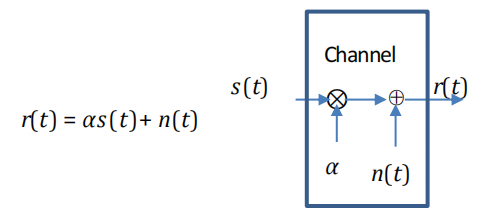 Channel
s(t)
r(t)
r(t) = αs(t)+ n(t)
α
n(t)